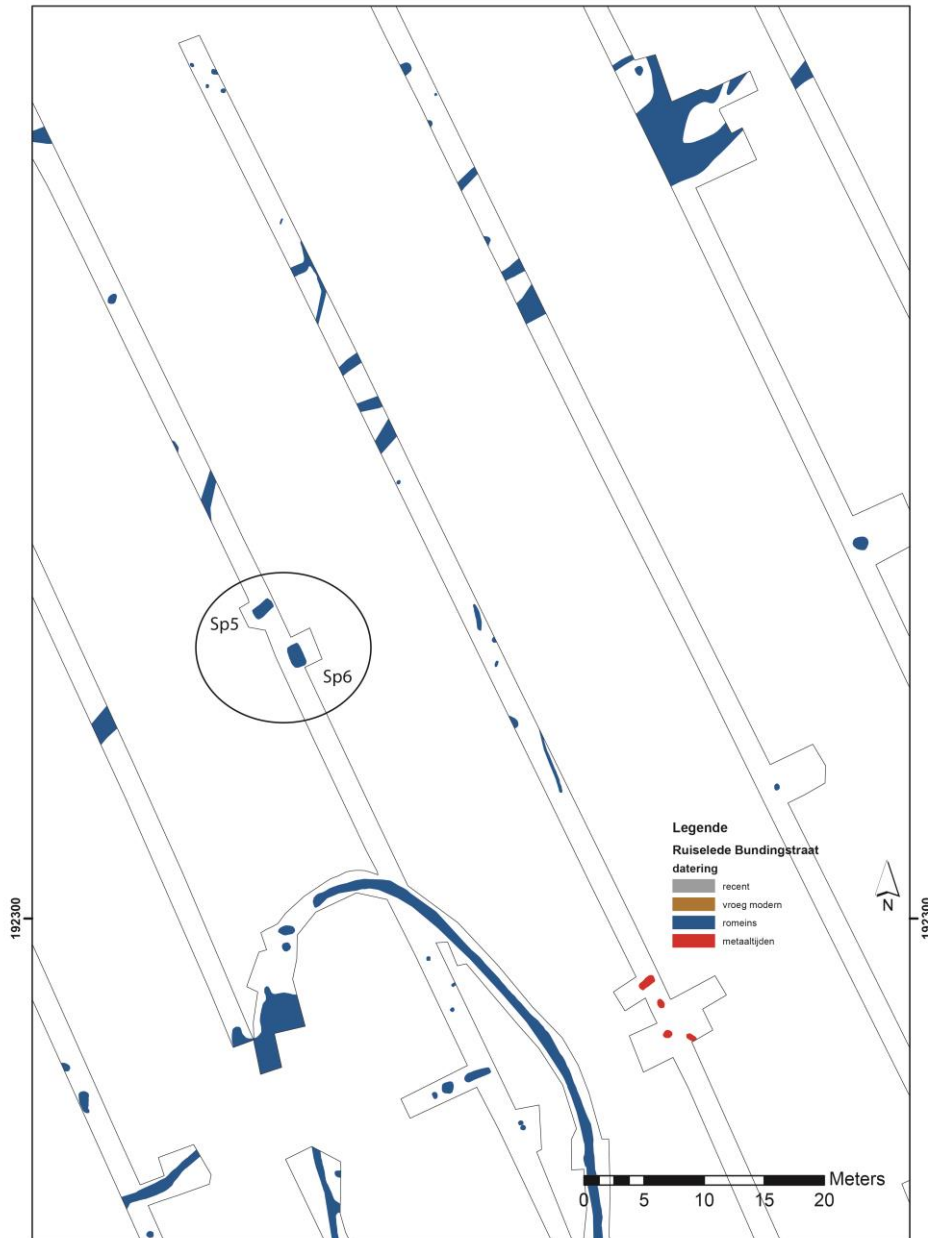 Sp5
Sp6
Legende
Ruiselede Bundingstraat
datering
recent
vroeg modern
romeins
metaaltijden
N
192300
192300
Meters
0 5 10 15 20